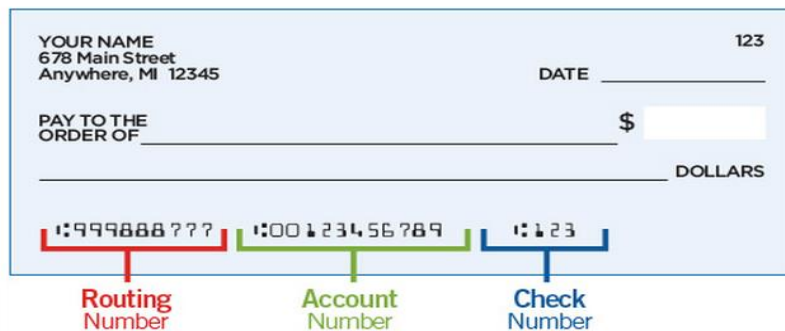 YOUR NAME 123
678 Main Street
Anywhere, MI 12345 DATE
PAY TO THE
ORDER OF $
DOLLARS
⑆999888777 ⑆00123456789 ⑆123
Routing Account Check
Number Number Number